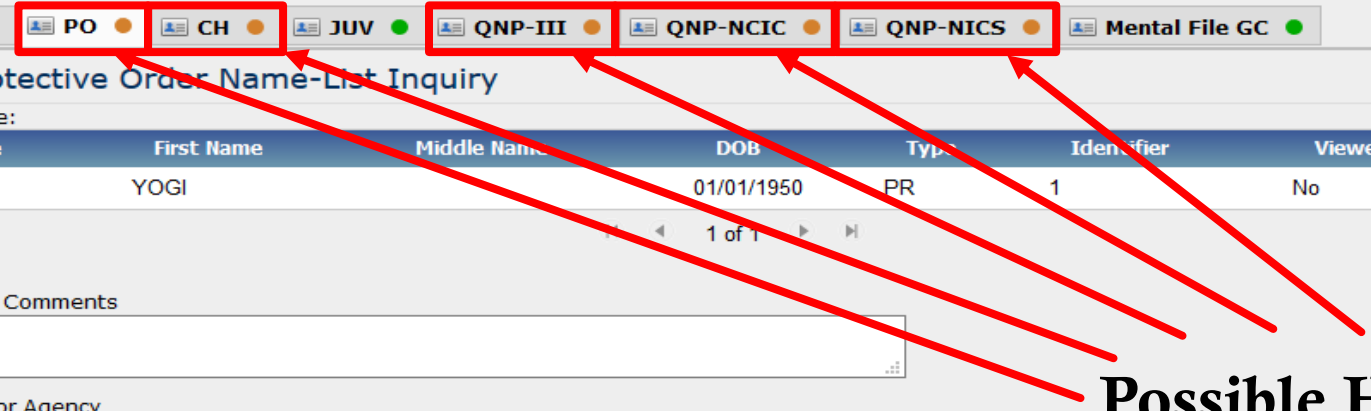 PO CH JUV QNP-III QNP-NCIC QNP-NICS Mental File GC
otective Order Name-List Inquiry
e:
e First Name Middle Name DOB Type Identifier Viewe
YOGI 01/01/1950 PR 1 No
1 of 1
Comments
or Agency
Possible H